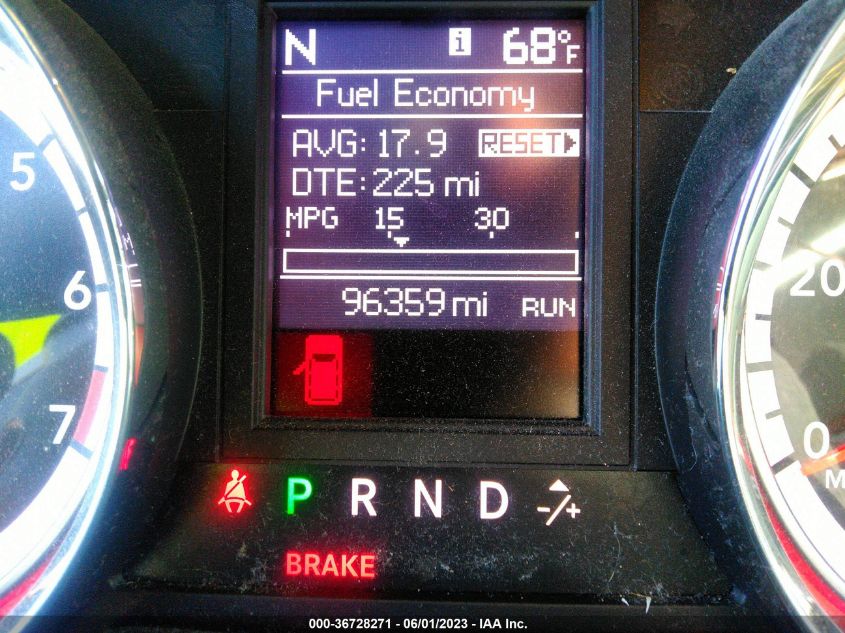 N i 68°F
Fuel Economy
AVG: 17.9 RESET
DTE: 225 mi
MPG 15 30
96359 mi RUN
5
6
7
20
0
M
P R N D -/+
BRAKE
000-36728271 - 06/01/2023 - IAA Inc.